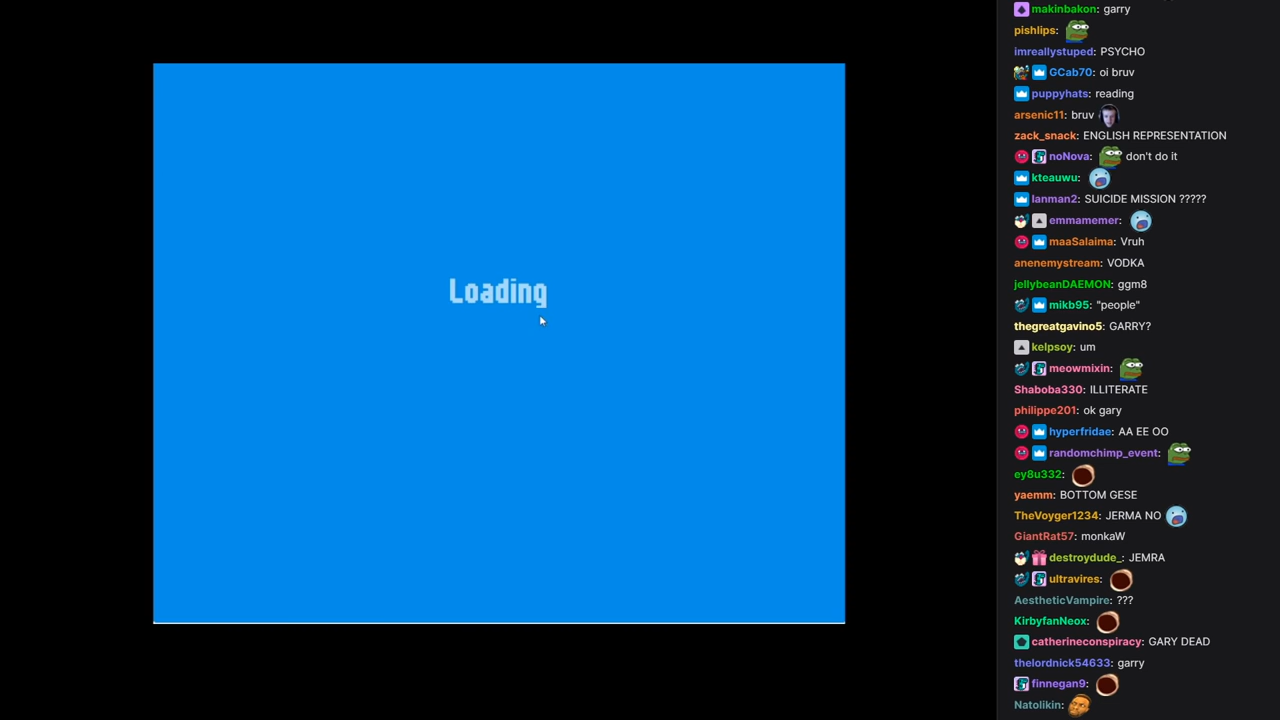 Loading
makinbakon: garry
pishlips:
imreallystuped: PSYCHO
GCab70: oi bruv
puppyhats: reading
arsenic11: bruv
zack_snack: ENGLISH REPRESENTATION
noNova: don't do it
kteauwu:
lanman2: SUICIDE MISSION ?????
emmamemer:
maaSalaima: Vruh
anenemystream: VODKA
jellybeanDAEMON: ggm8
mikb95: "people"
thegreatgavino5: GARRY?
kelpsoy: um
meowmixin:
Shaboba330: ILLITERATE
philippe201: ok gary
hyperfridae: AA EE OO
randomchimp_event:
ey8u332:
yaemm: BOTTOM GESE
TheVoyger1234: JERMA NO
GiantRat57: monkaW
destroydude_: JEMRA
ultravires:
AestheticVampire: ???
KirbyfanNeox:
catherineconspiracy: GARY DEAD
thelordnick54633: garry
finnegan9:
Natolikin: